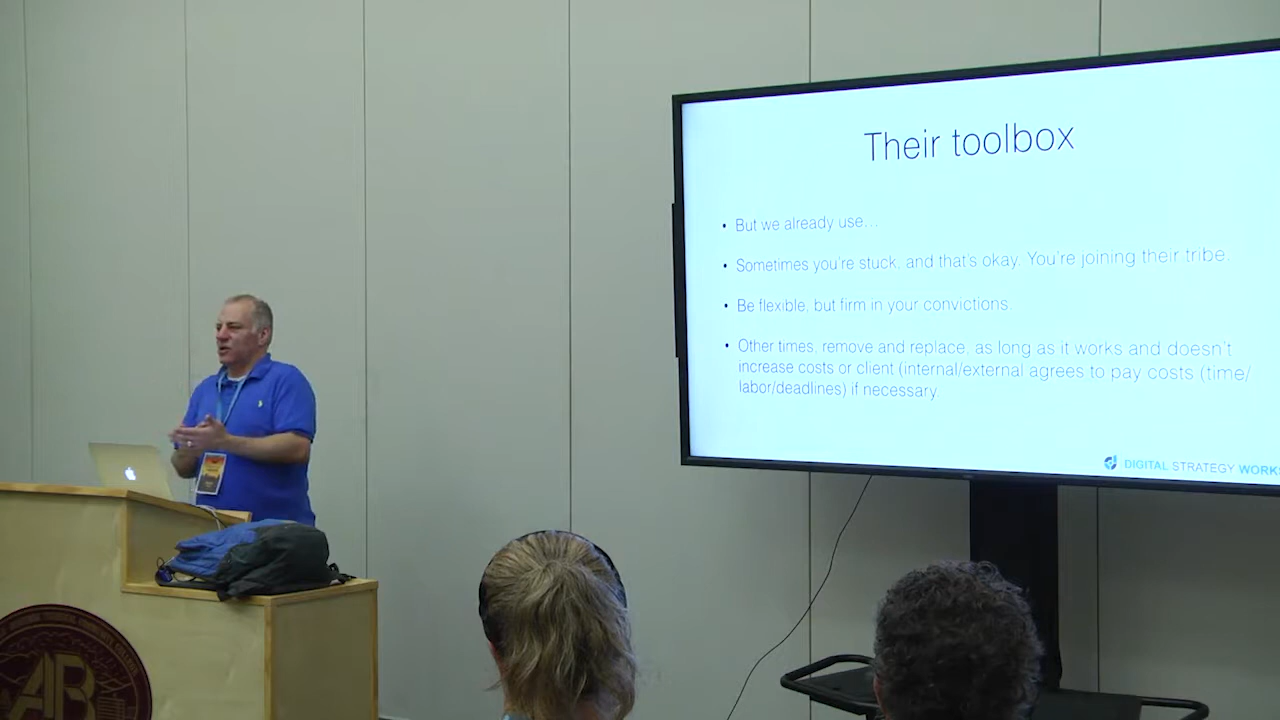 Their toolbox
• But we already use...
• Sometimes you're stuck, and that's okay. You're joining their tribe.
• Be flexible, but firm in your convictions.
• Other times, remove and replace, as long as it works and doesn't
increase costs or client (internal/external agrees to pay costs (time/
labor/deadlines) if necessary.
DIGITAL STRATEGY WORKS